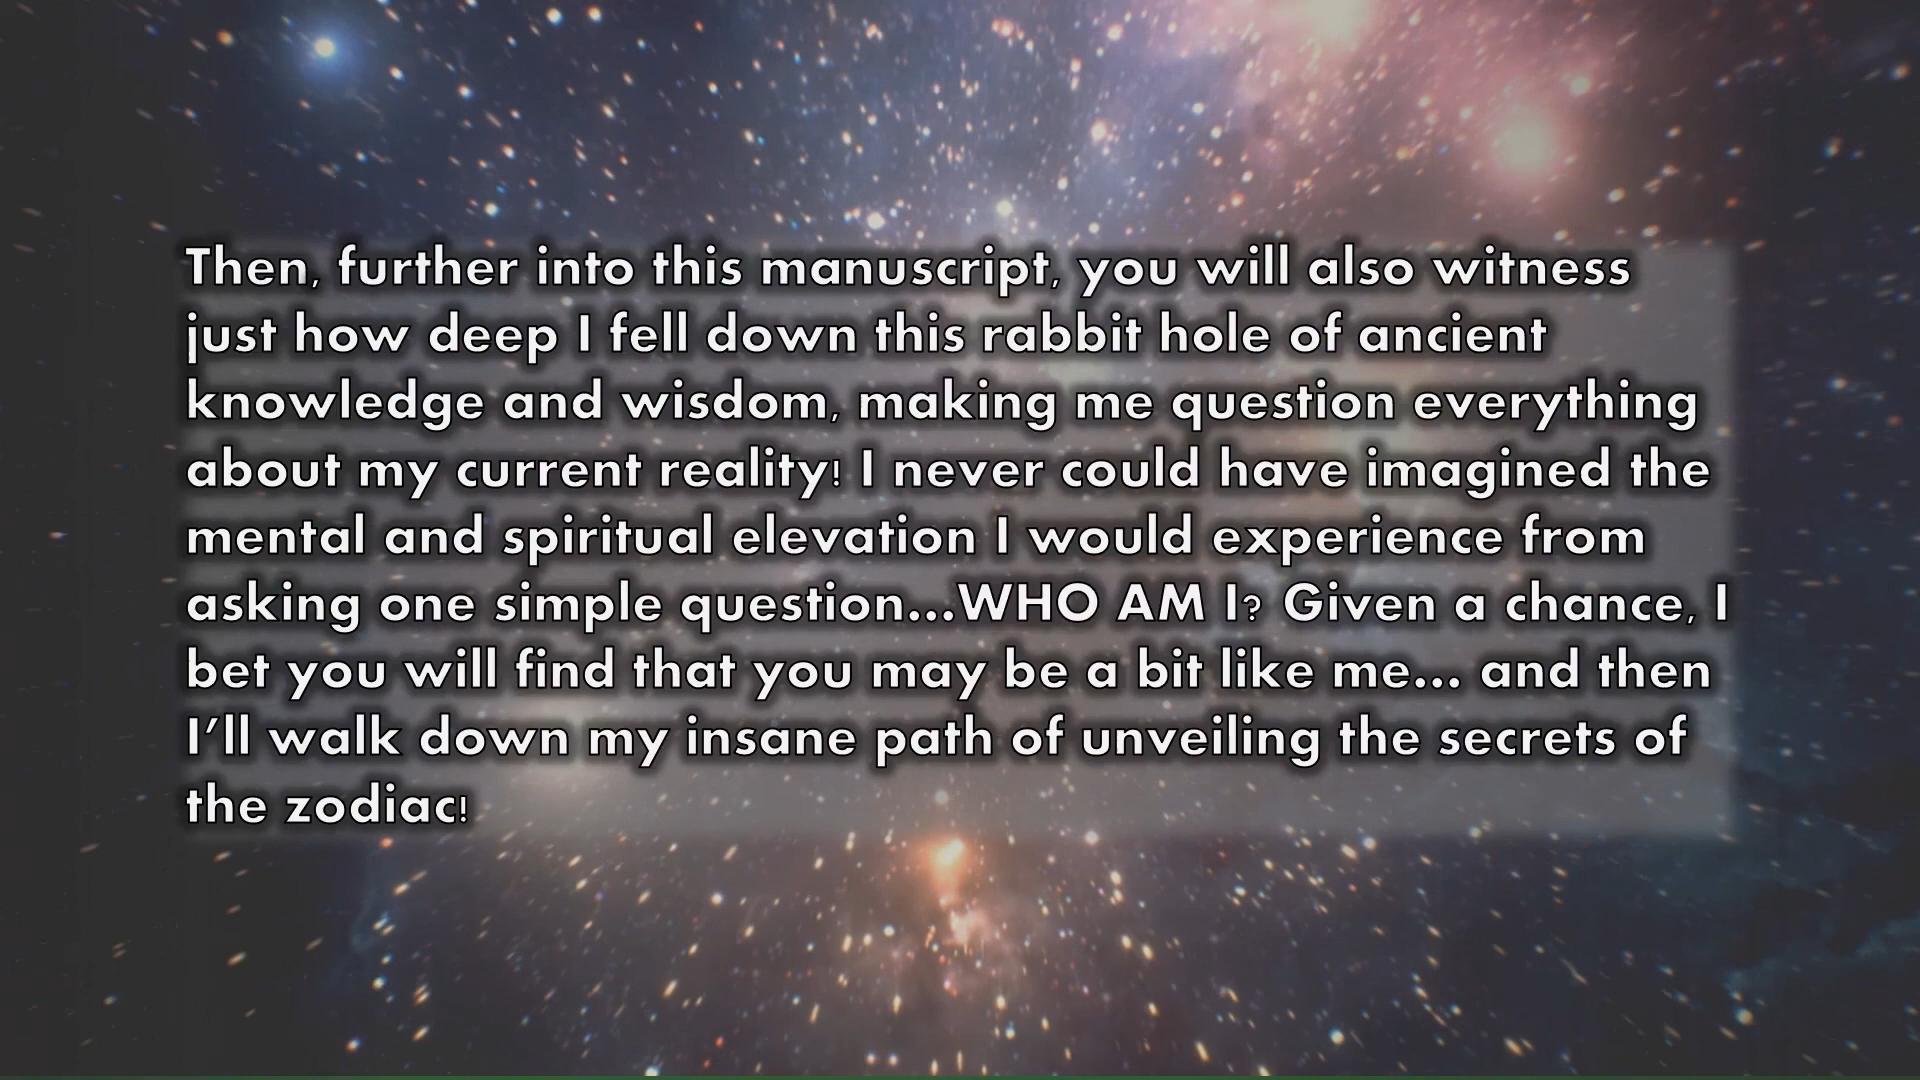 Then, further into this manuscript, you will also witness
just how deep I fell down this rabbit hole of ancient
knowledge and wisdom, making me question everything
about my current reality! I never could have imagined the
mental and spiritual elevation I would experience from
asking one simple question...WHO AM I? Given a chance, I
bet you will find that you may be a bit like me... and then
I’ll walk down my insane path of unveiling the secrets of
the zodiac!